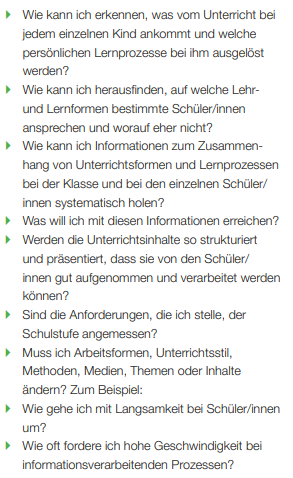 Wie kann ich erkennen, was vom Unterricht bei
jedem einzelnen Kind ankommt und welche
persönlichen Lernprozesse bei ihm ausgelöst
werden?
Wie kann ich herausfinden, auf welche Lehr-
und Lernformen bestimmte Schüler/innen
ansprechen und worauf eher nicht?
Wie kann ich Informationen zum Zusammen-
hang von Unterrichtsformen und Lernprozessen
bei der Klasse und bei den einzelnen Schüler/
innen systematisch holen?
Was will ich mit diesen Informationen erreichen?
Werden die Unterrichtsinhalte so strukturiert
und präsentiert, dass sie von den Schüler/
innen gut aufgenommen und verarbeitet werden
können?
Sind die Anforderungen, die ich stelle, der
Schulstufe angemessen?
Muss ich Arbeitsformen, Unterrichtsstil,
Methoden, Medien, Themen oder Inhalte
ändern? Zum Beispiel:
Wie gehe ich mit Langsamkeit bei Schüler/innen
um?
Wie oft fordere ich hohe Geschwindigkeit bei
informationsverarbeitenden Prozessen?